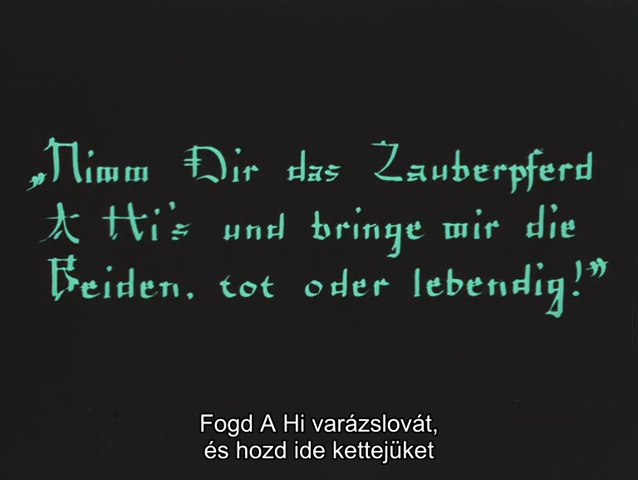 „Nimm Dir das Zauberpferd
A Hi's und bringe mir die
Beiden, tot oder lebendig!”
Fogd A Hi varázslovát,
és hozd ide kettejüket